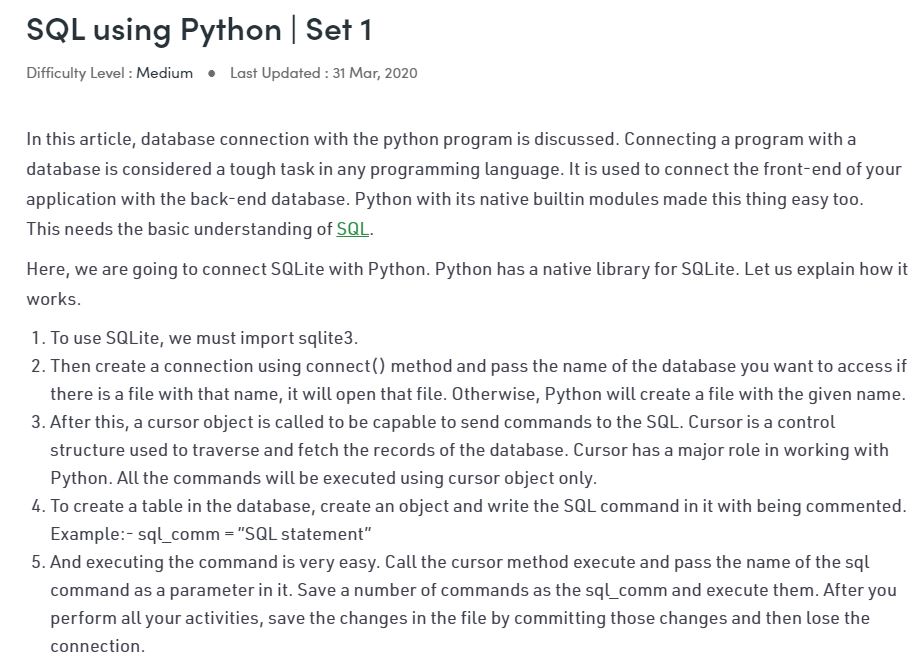 SQL using Python | Set 1
Difficulty Level : Medium ● Last Updated : 31 Mar, 2020
In this article, database connection with the python program is discussed. Connecting a program with a
database is considered a tough task in any programming language. It is used to connect the front-end of your
application with the back-end database. Python with its native builtin modules made this thing easy too.
This needs the basic understanding of SQL.
Here, we are going to connect SQLite with Python. Python has a native library for SQLite. Let us explain how it
works.
1. To use SQLite, we must import sqlite3.
2. Then create a connection using connect() method and pass the name of the database you want to access if
there is a file with that name, it will open that file. Otherwise, Python will create a file with the given name.
3. After this, a cursor object is called to be capable to send commands to the SQL. Cursor is a control
structure used to traverse and fetch the records of the database. Cursor has a major role in working with
Python. All the commands will be executed using cursor object only.
4. To create a table in the database, create an object and write the SQL command in it with being commented.
Example:- sql_comm = ”SQL statement”
5. And executing the command is very easy. Call the cursor method execute and pass the name of the sql
command as a parameter in it. Save a number of commands as the sql_comm and execute them. After you
perform all your activities, save the changes in the file by committing those changes and then lose the
connection.